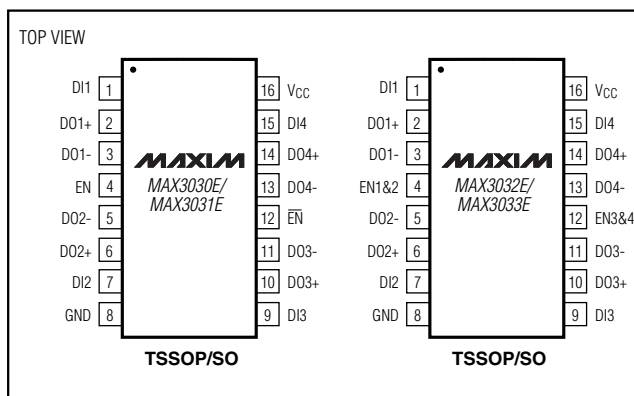 TOP VIEW
DI1 1
DO1+ 2
DO1- 3
EN 4
DO2- 5
DO2+ 6
DI2 7
GND 8
MAXIM
MAX3030E/
MAX3031E
16 VCC
15 DI4
14 DO4+
13 DO4-
12 E̅N̅
11 DO3-
10 DO3+
9 DI3
TSSOP/SO
DI1 1
DO1+ 2
DO1- 3
EN1&2 4
DO2- 5
DO2+ 6
DI2 7
GND 8
MAXIM
MAX3032E/
MAX3033E
16 VCC
15 DI4
14 DO4+
13 DO4-
12 EN3&4
11 DO3-
10 DO3+
9 DI3
TSSOP/SO